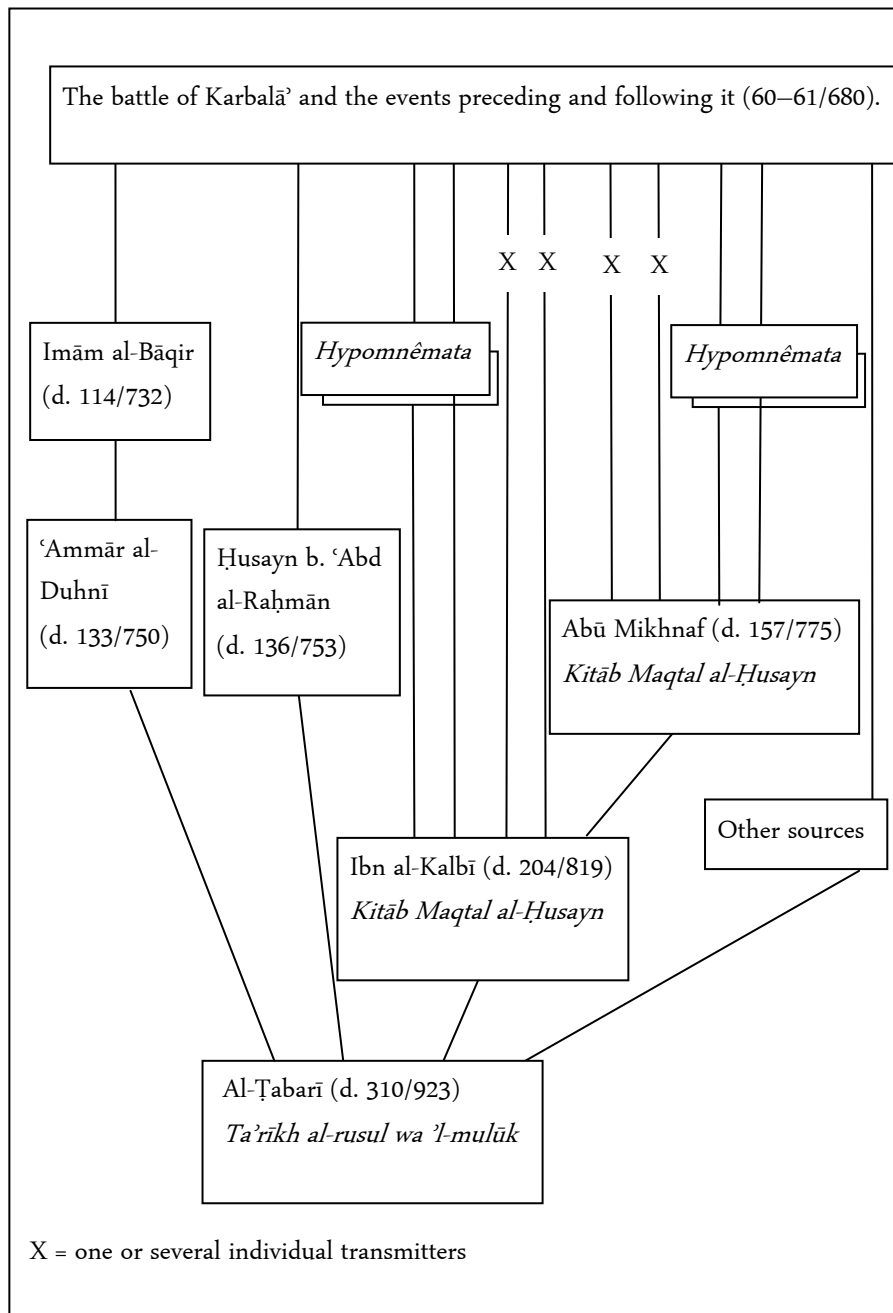 The battle of Karbalāʾ and the events preceding and following it (60–61/680).
X X X X
Imām al-Bāqir
(d. 114/732)
Hypomnêmata
Hypomnêmata
ʿAmmār al-
Duhnī
(d. 133/750)
Ḥusayn b. ʿAbd
al-Raḥmān
(d. 136/753)
Abū Mikhnaf (d. 157/775)
Kitāb Maqtal al-Ḥusayn
Other sources
Ibn al-Kalbī (d. 204/819)
Kitāb Maqtal al-Ḥusayn
Al-Ṭabarī (d. 310/923)
Taʾrīkh al-rusul wa ʾl-mulūk
X = one or several individual transmitters